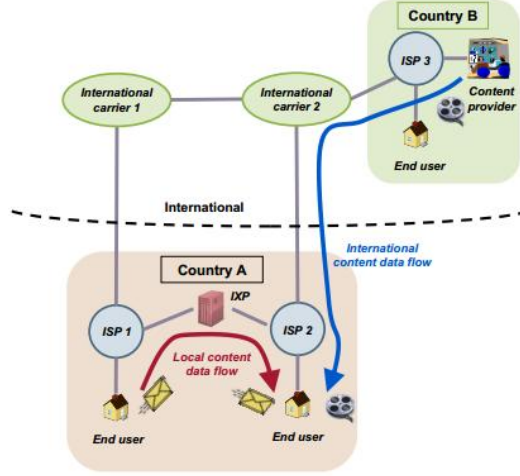 Country B
ISP 3
Content
provider
End user
International
carrier 1
International
carrier 2
International
International
content data flow
Country A
IXP
ISP 1
ISP 2
Local content
data flow
End user
End user